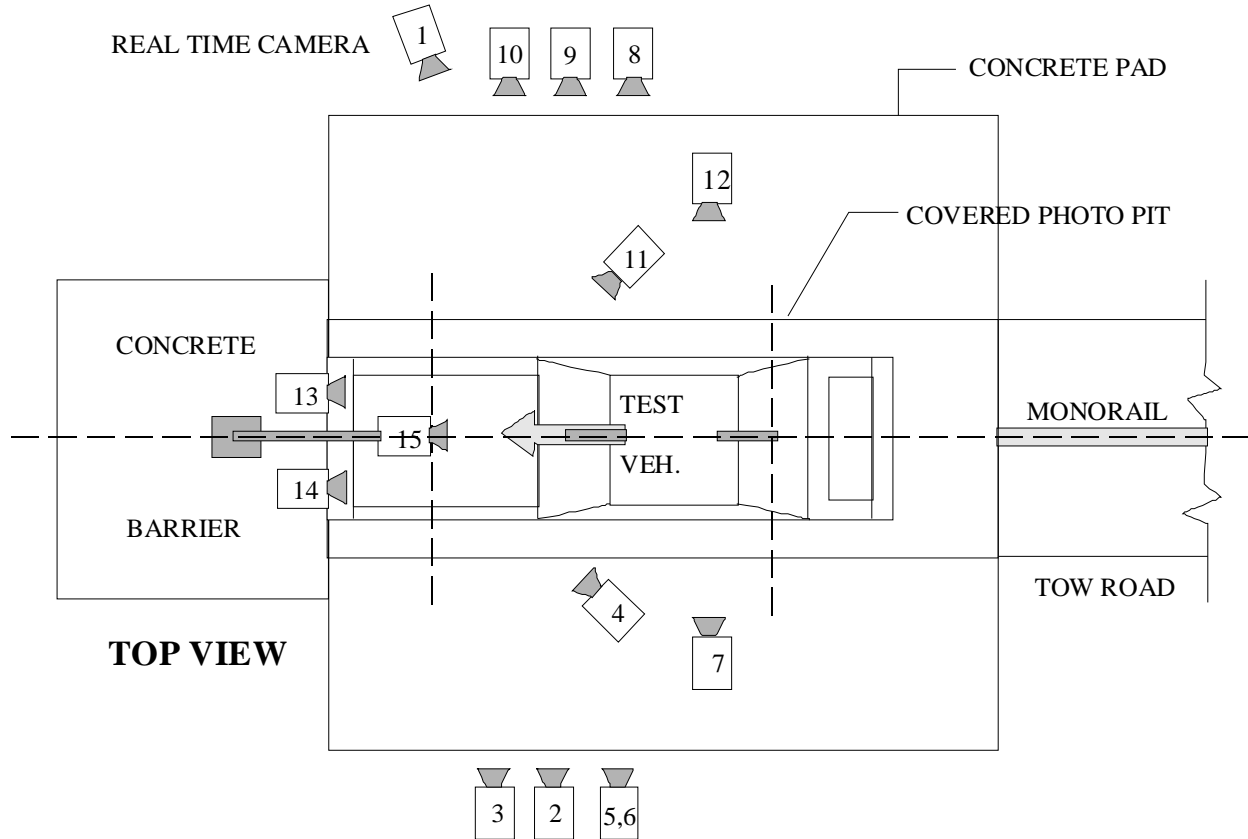 REAL TIME CAMERA
1
10
9
8
CONCRETE PAD
12
COVERED PHOTO PIT
11
CONCRETE
13
TEST
MONORAIL
15
VEH.
14
BARRIER
TOW ROAD
4
TOP VIEW
7
3
2
5,6